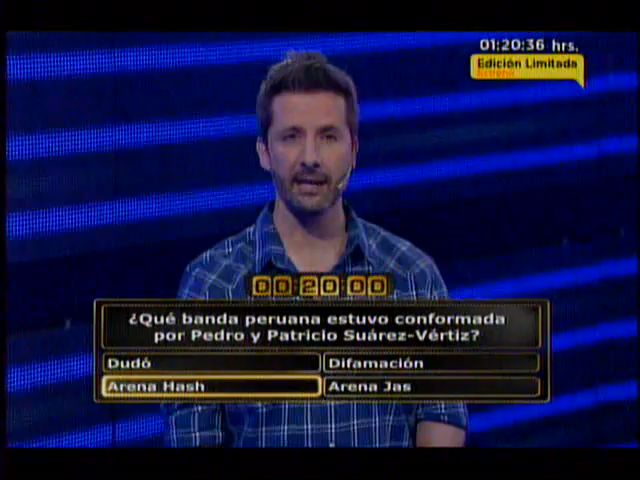 01:20:36 hrs.
Edición Limitada
Estreno
00:20:00
¿Qué banda peruana estuvo conformada
por Pedro y Patricio Suárez-Vértiz?
Dudó
Difamación
Arena Hash
Arena Jas